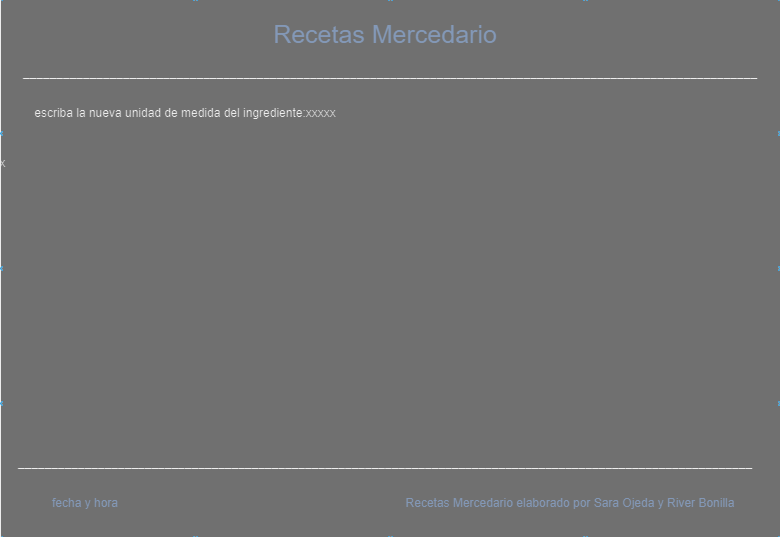 Recetas Mercedario
escriba la nueva unidad de medida del ingrediente:xxxxx
x
fecha y hora
Recetas Mercedario elaborado por Sara Ojeda y River Bonilla